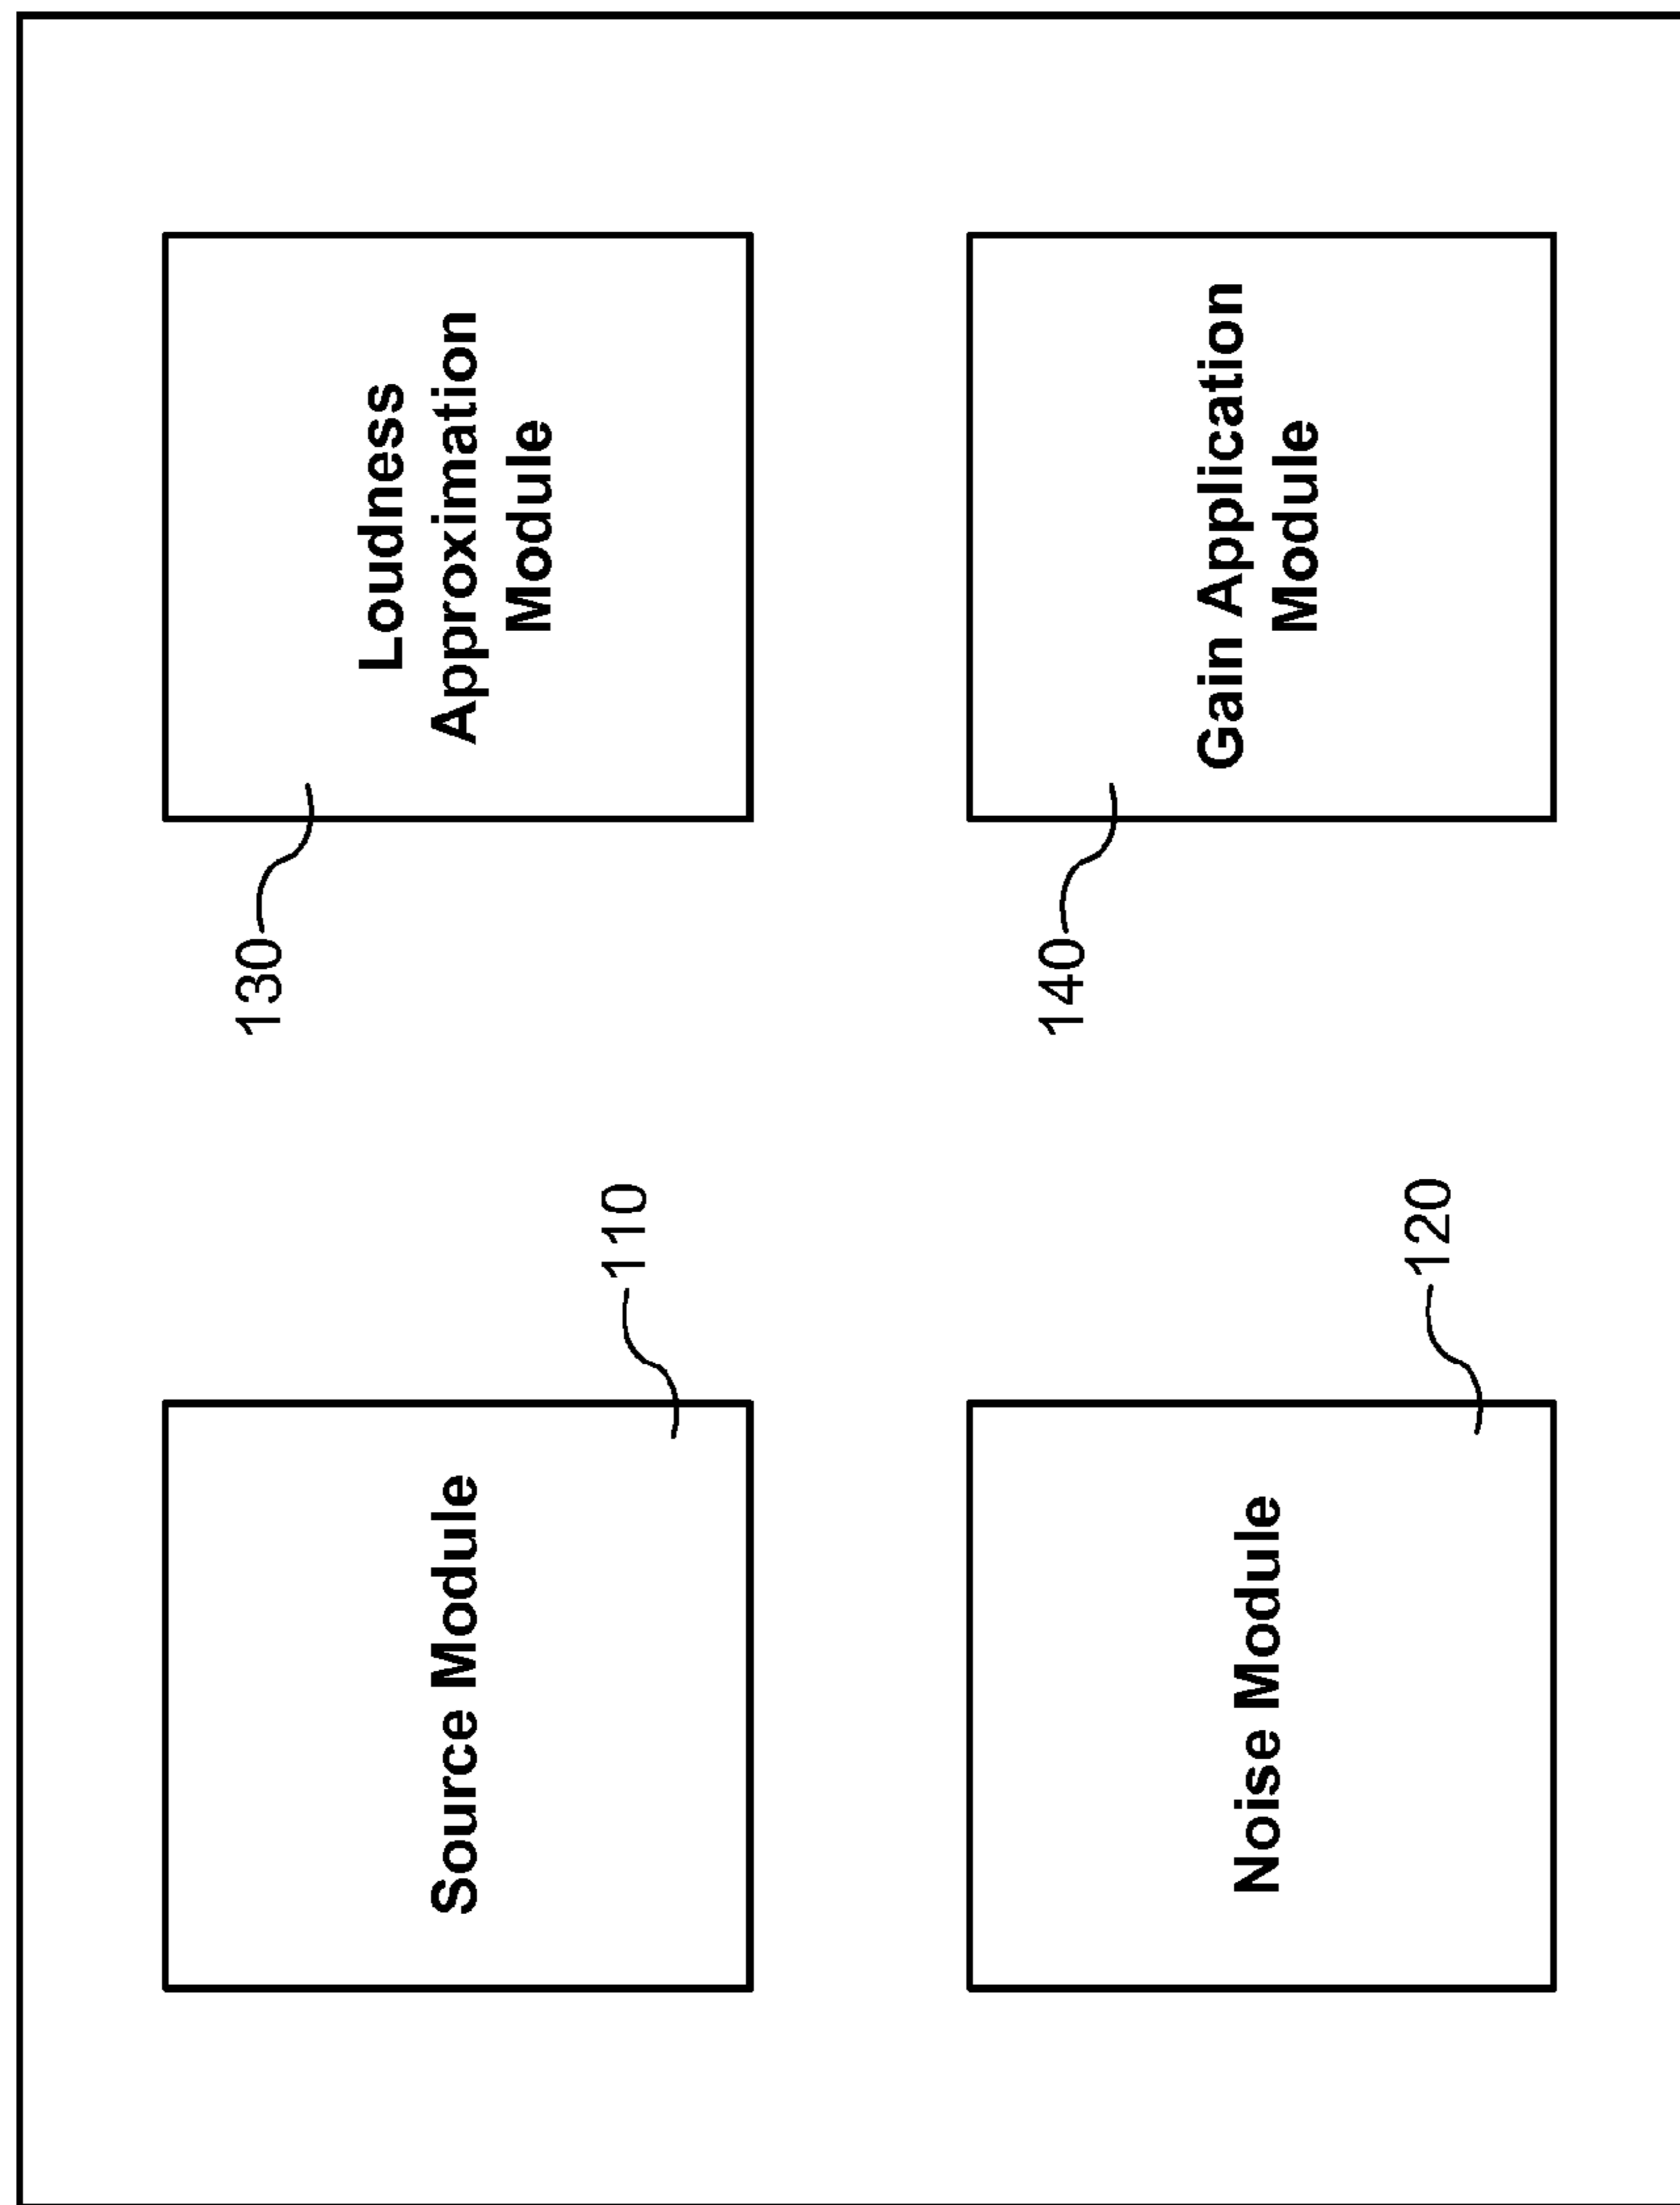 Source Module
110
Loudness
Approximation
Module
130
Noise Module
120
Gain Application
Module
140